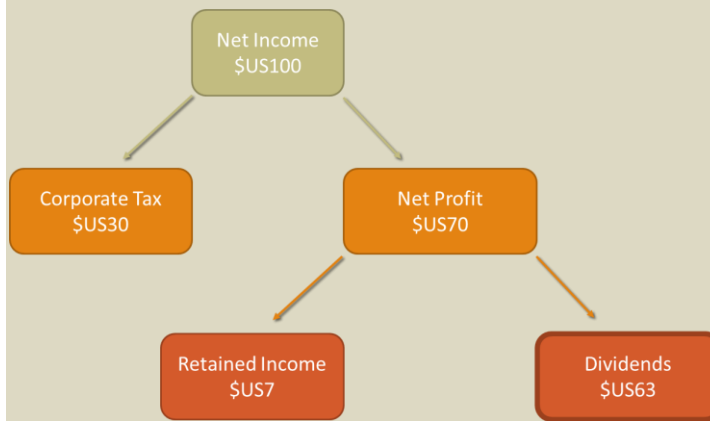 Net Income
$US100
Corporate Tax
$US30
Net Profit
$US70
Retained Income
$US7
Dividends
$US63